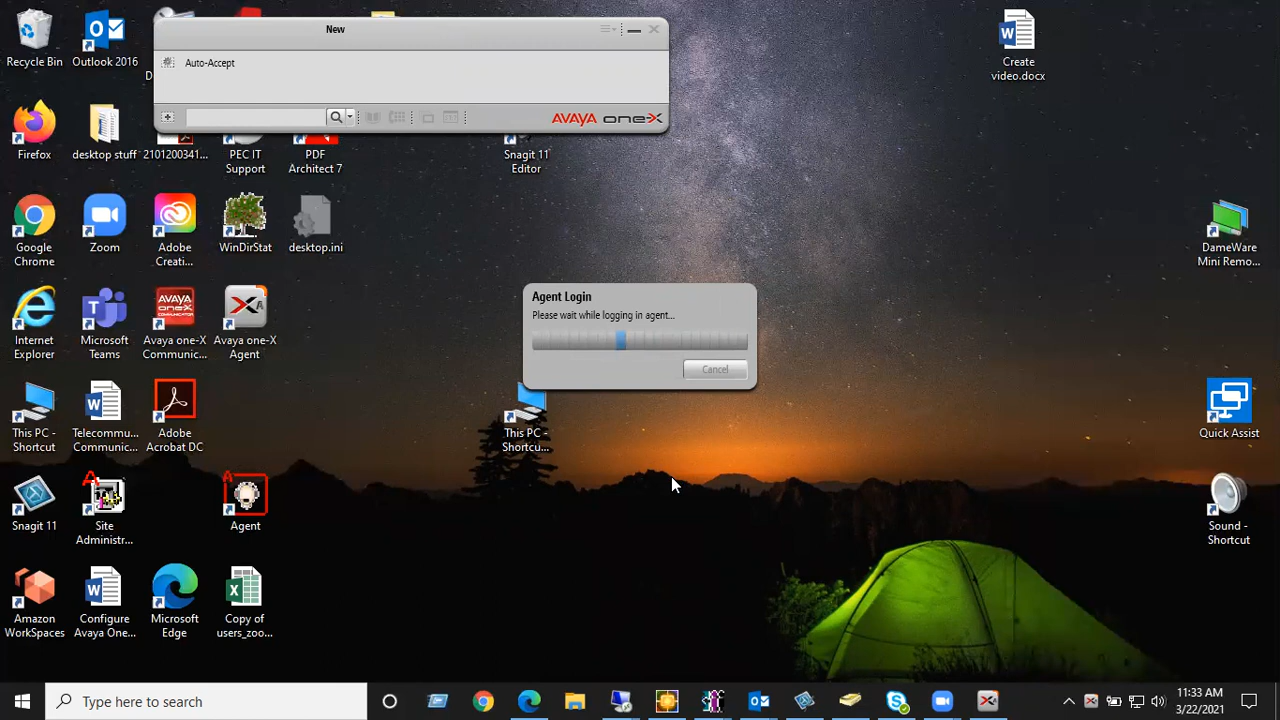 New
Auto-Accept
AVAYA one-X
Recycle Bin
Outlook 2016
D
Create
video.docx
Firefox
desktop stuff
2101200341...
PEC IT
Support
PDF
Architect 7
Snagit 11
Editor
Google
Chrome
Zoom
Adobe
Creati...
WinDirStat
desktop.ini
DameWare
Mini Remo...
Agent Login
Please wait while logging in agent...
Cancel
Internet
Explorer
Microsoft
Teams
AVAYA
one-X
COMMUNICATOR
Avaya one-X
Communic...
Avaya one-X
Agent
This PC -
Shortcut
Telecommu...
Communic...
Adobe
Acrobat DC
This PC -
Shortcu...
Quick Assist
Snagit 11
Site
Administr...
Agent
Sound -
Shortcut
Amazon
WorkSpaces
Configure
Avaya One...
Microsoft
Edge
Copy of
users_zoo...
Type here to search
11:33 AM
3/22/2021